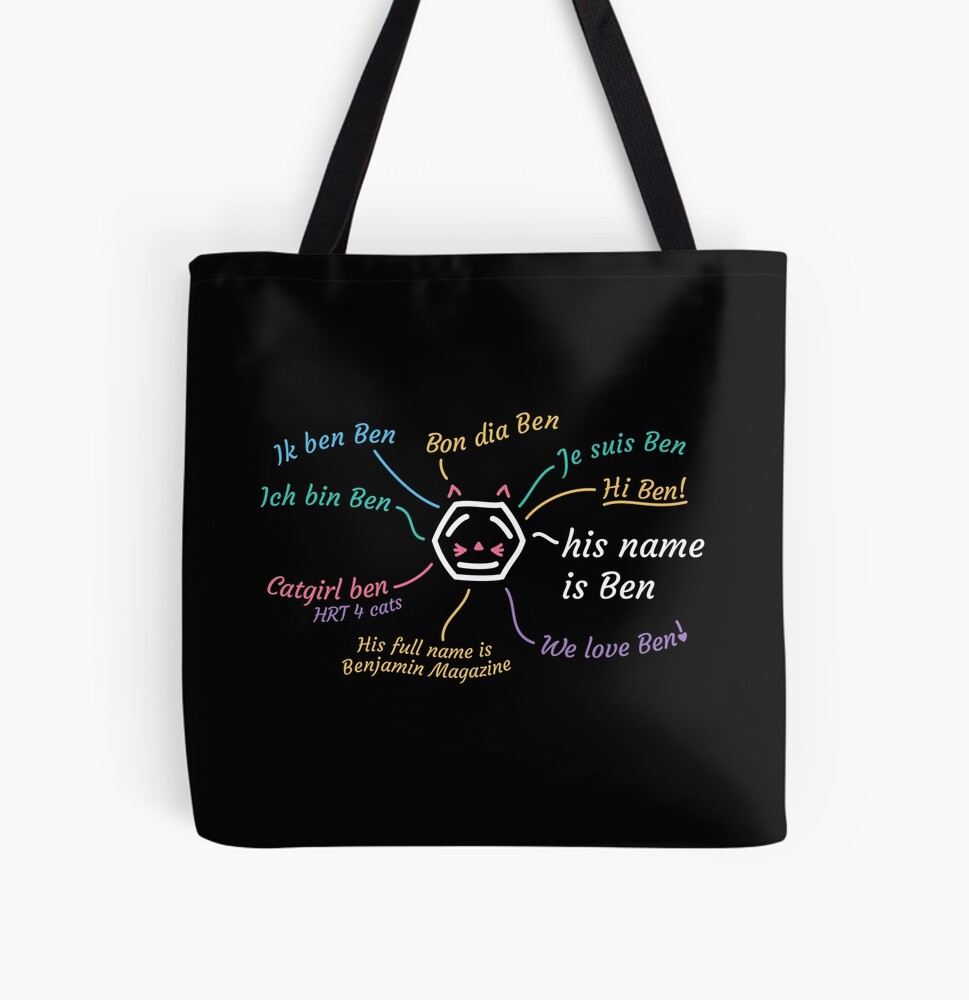 Ik ben Ben
Bon dia Ben
Je suis Ben
Ich bin Ben
Hi Ben!
his name
is Ben
Catgirl ben
HRT 4 cats
His full name is
Benjamin Magazine
We love Ben!